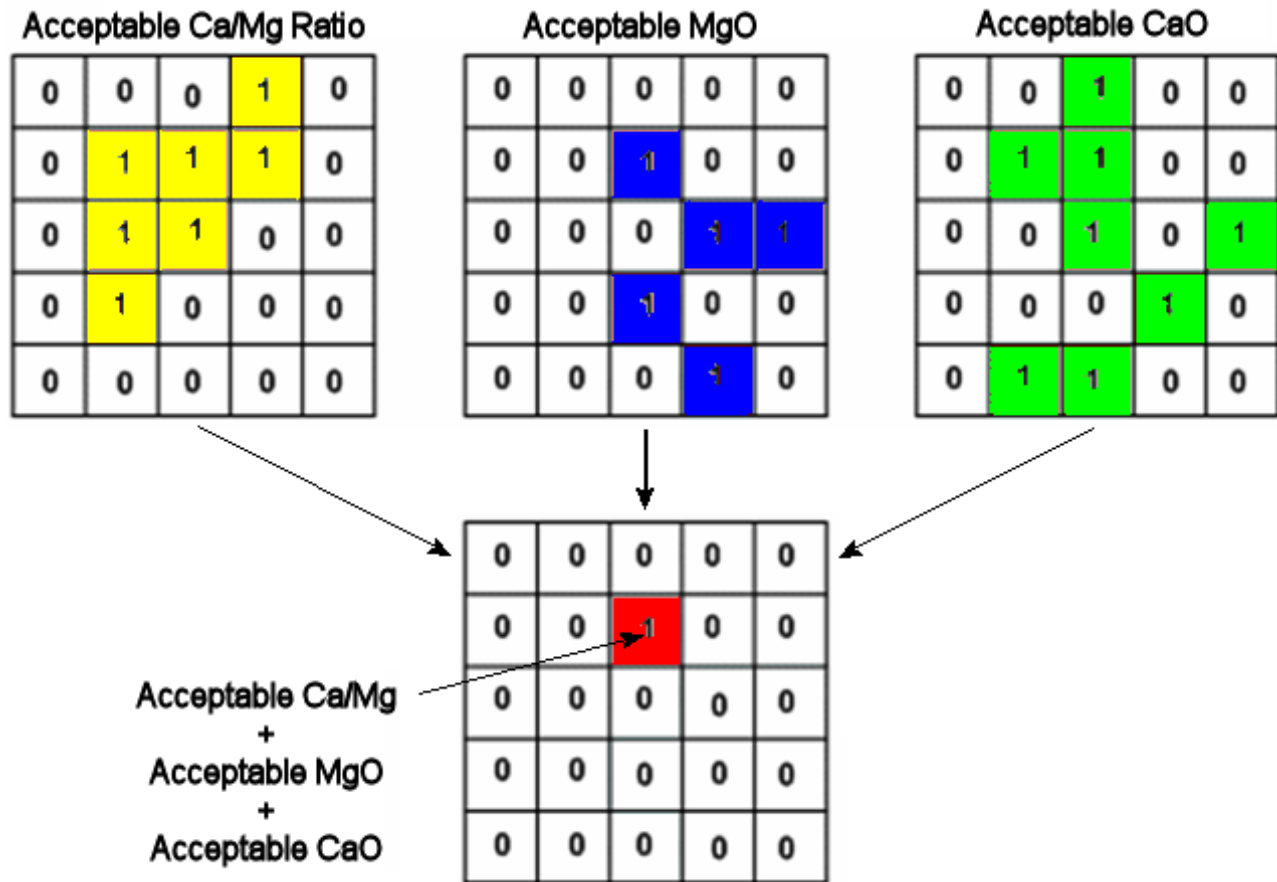 Acceptable Ca/Mg Ratio
0 0 0 1 0
0 1 1 1 0
0 1 1 0 0
0 1 0 0 0
0 0 0 0 0
Acceptable MgO
0 0 0 0 0
0 0 1 0 0
0 0 0 1 1
0 0 1 0 0
0 0 0 1 0
Acceptable CaO
0 0 1 0 0
0 1 1 0 0
0 0 1 0 1
0 0 0 1 0
0 1 1 0 0
0 0 0 0 0
0 0 1 0 0
0 0 0 0 0
0 0 0 0 0
0 0 0 0 0
Acceptable Ca/Mg
+
Acceptable MgO
+
Acceptable CaO